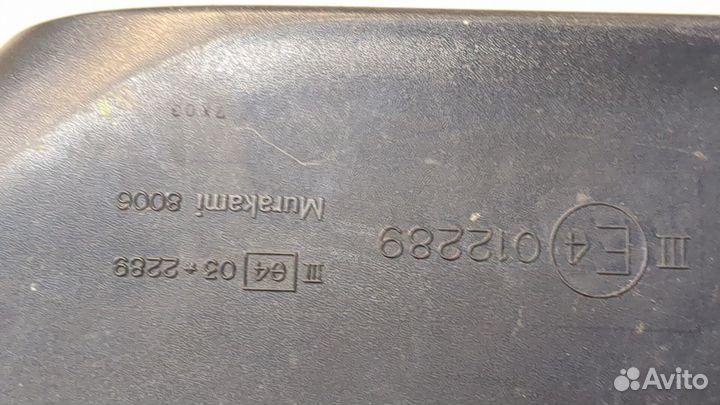 III E4 012289
III e4 03*2289
Murakami 8006
Avito